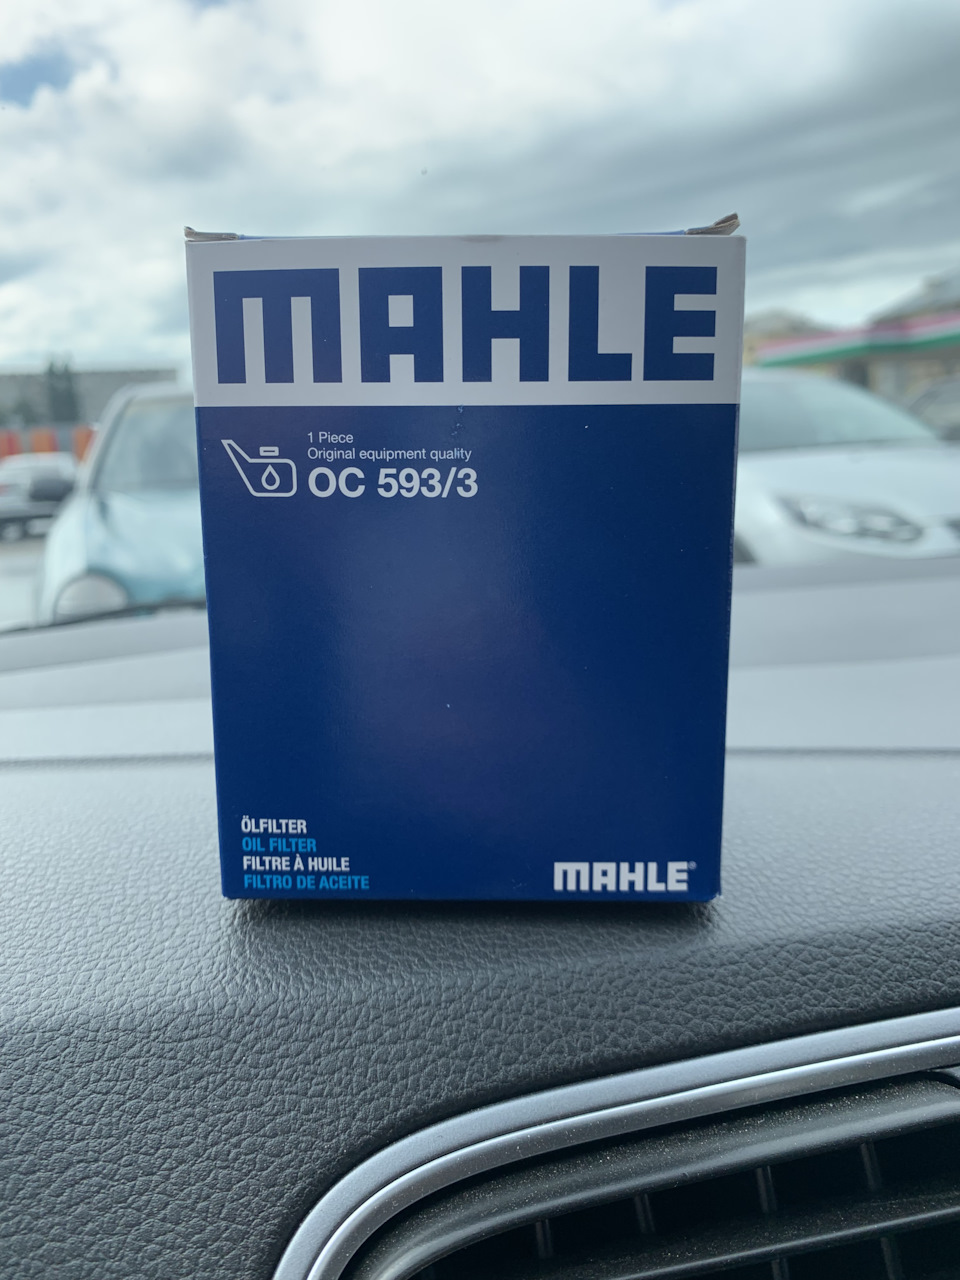 MAHLE
1 Piece
Original equipment quality
OC 593/3
ÖLFILTER
OIL FILTER
FILTRE À HUILE
FILTRO DE ACEITE
MAHLE®